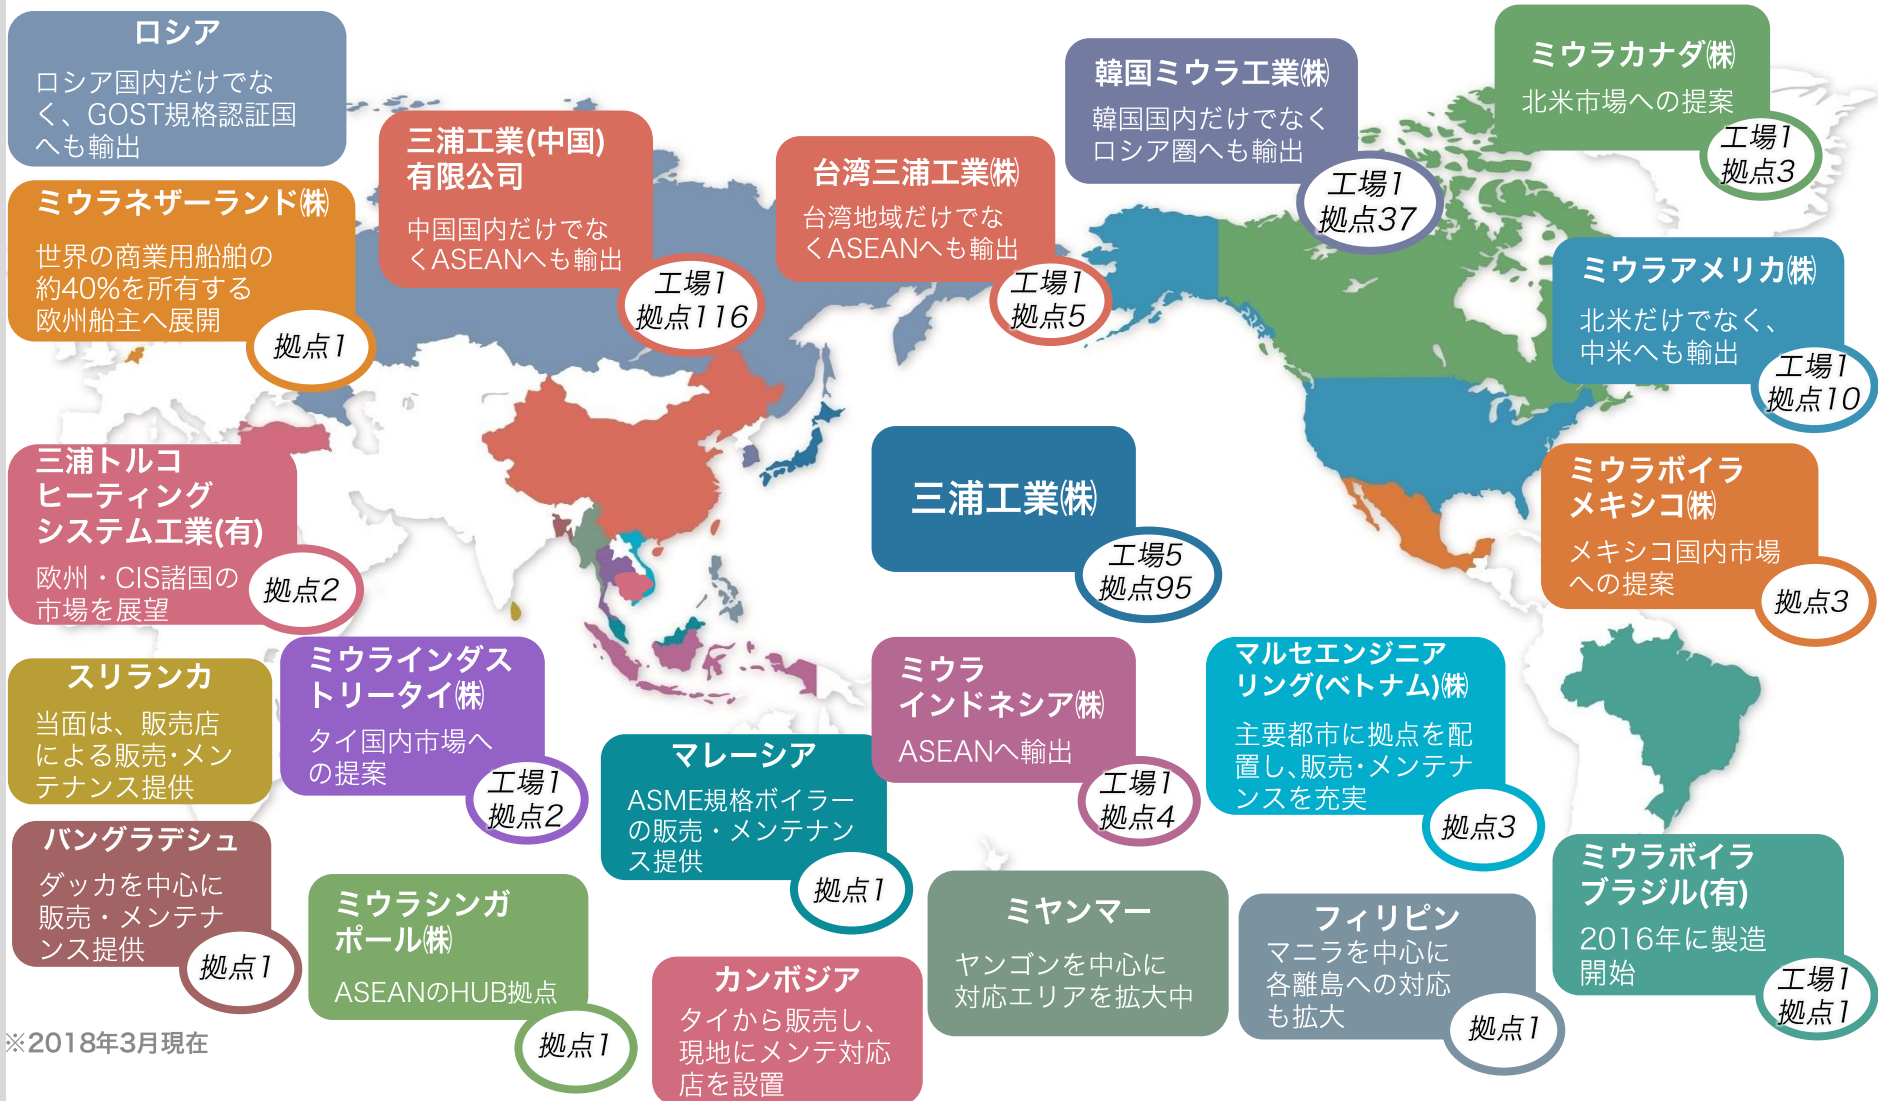 ロシア
ロシア国内だけでな
く、GOST規格認証国
へも輸出
ミウラネザーランド㈱
世界の商業用船舶の
約40%を所有する
欧州船主へ展開
拠点1
三浦工業(中国)
有限公司
中国国内だけでな
くASEANへも輸出
工場1
拠点116
台湾三浦工業㈱
台湾地域だけでな
くASEANへも輸出
工場1
拠点5
韓国ミウラ工業㈱
韓国国内だけでなく
ロシア圏へも輸出
工場1
拠点37
ミウラカナダ㈱
北米市場への提案
工場1
拠点3
ミウラアメリカ㈱
北米だけでなく、
中米へも輸出
工場1
拠点10
三浦トルコ
ヒーティング
システム工業(有)
欧州・CIS諸国の
市場を展望
拠点2
三浦工業㈱
工場5
拠点95
ミウラボイラ
メキシコ㈱
メキシコ国内市場
への提案
拠点3
スリランカ
当面は、販売店
による販売・メン
テナンス提供
ミウラインダス
トリータイ㈱
タイ国内市場へ
の提案
工場1
拠点2
マレーシア
ASME規格ボイラー
の販売・メンテナン
ス提供
拠点1
ミウラ
インドネシア㈱
ASEANへ輸出
工場1
拠点4
マルセエンジニア
リング(ベトナム)㈱
主要都市に拠点を配
置し、販売・メンテナ
ンスを充実
拠点3
バングラデシュ
ダッカを中心に
販売・メンテナ
ンス提供
拠点1
ミウラシンガ
ポール㈱
ASEANのHUB拠点
拠点1
カンボジア
タイから販売し、
現地にメンテ対応
店を設置
ミヤンマー
ヤンゴンを中心に
対応エリアを拡大中
フィリピン
マニラを中心に
各離島への対応
も拡大
拠点1
ミウラボイラ
ブラジル(有)
2016年に製造
開始
工場1
拠点1
※2018年3月現在